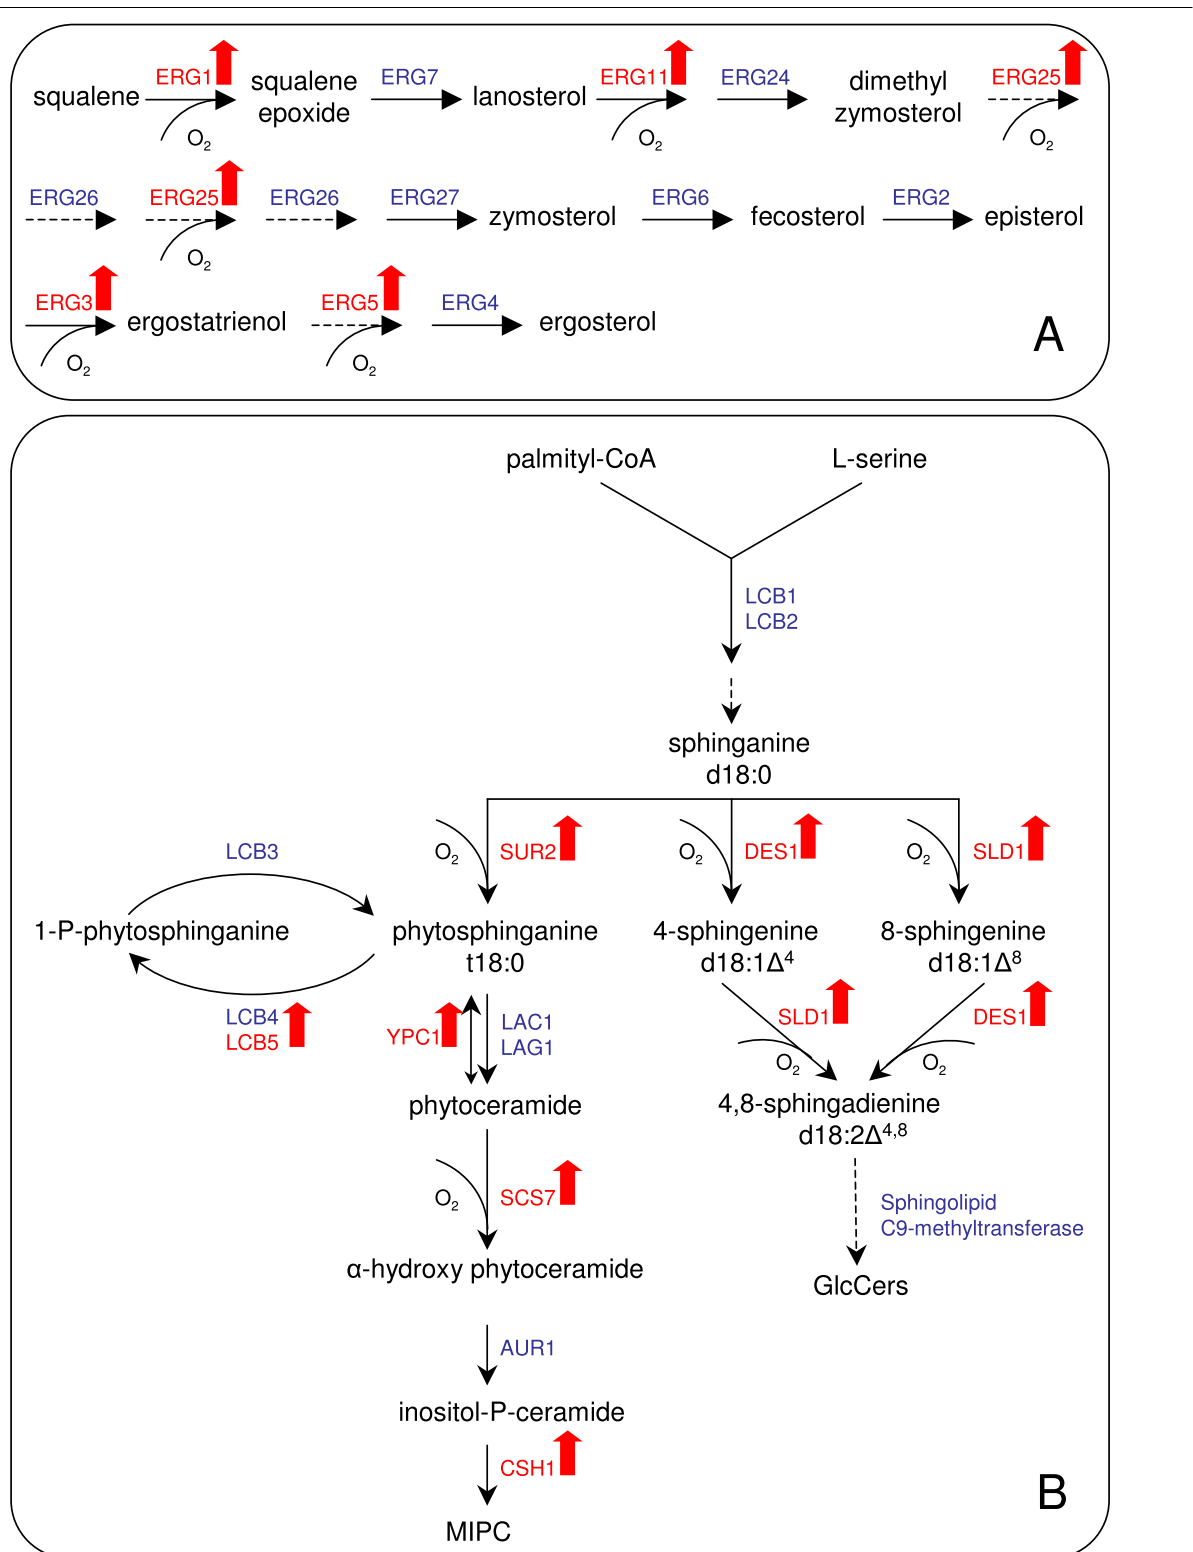 ERG1 ERG7 ERG11 ERG24 ERG25
squalene squalene epoxide lanosterol dimethyl zymosterol
O2 O2 O2
ERG26 ERG25 ERG26 ERG27 ERG6 ERG2
zymosterol fecosterol episterol
O2
ERG3 ERG5 ERG4
ergostatrienol ergosterol
O2 O2
A
palmityl-CoA L-serine
LCB1
LCB2
sphinganine
d18:0
LCB3 O2 SUR2 O2 DES1 O2 SLD1
1-P-phytosphinganine phytosphinganine 4-sphingenine 8-sphingenine
t18:0 d18:1Δ4 d18:1Δ8
LCB4 YPC1 LAC1 SLD1 DES1
LCB5 LAG1
O2 O2
phytoceramide 4,8-sphingadienine
d18:2Δ4,8
O2 SCS7 Sphingolipid
C9-methyltransferase
α-hydroxy phytoceramide GlcCers
AUR1
inositol-P-ceramide
CSH1
B
MIPC